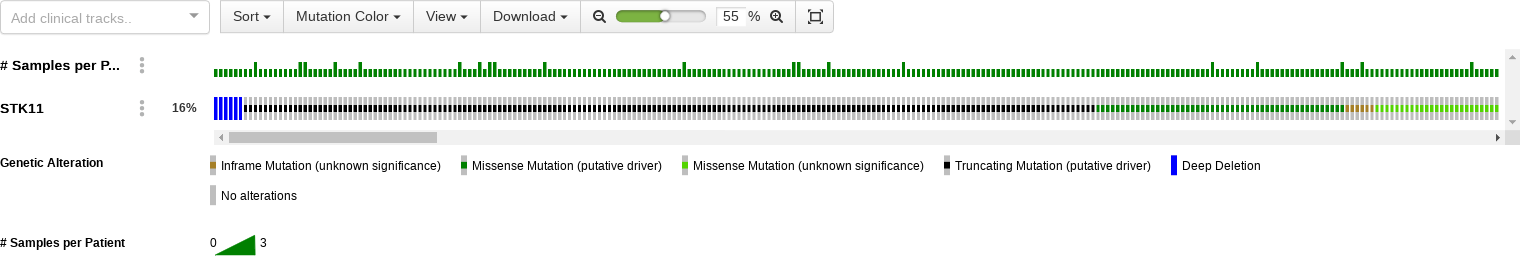 Add clinical tracks.. Sort Mutation Color View Download 55 %
# Samples per P...
STK11 16%
Genetic Alteration Inframe Mutation (unknown significance) Missense Mutation (putative driver) Missense Mutation (unknown significance) Truncating Mutation (putative driver) Deep Deletion
No alterations
# Samples per Patient 0 3